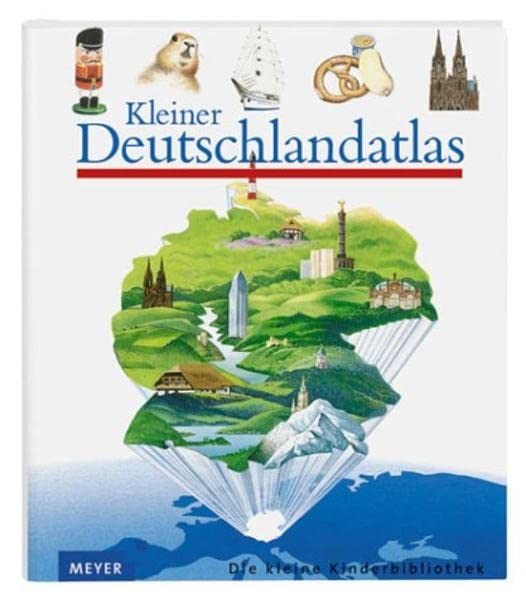 Kleiner
Deutschlandatlas
MEYER
Die kleine Kinderbibliothek